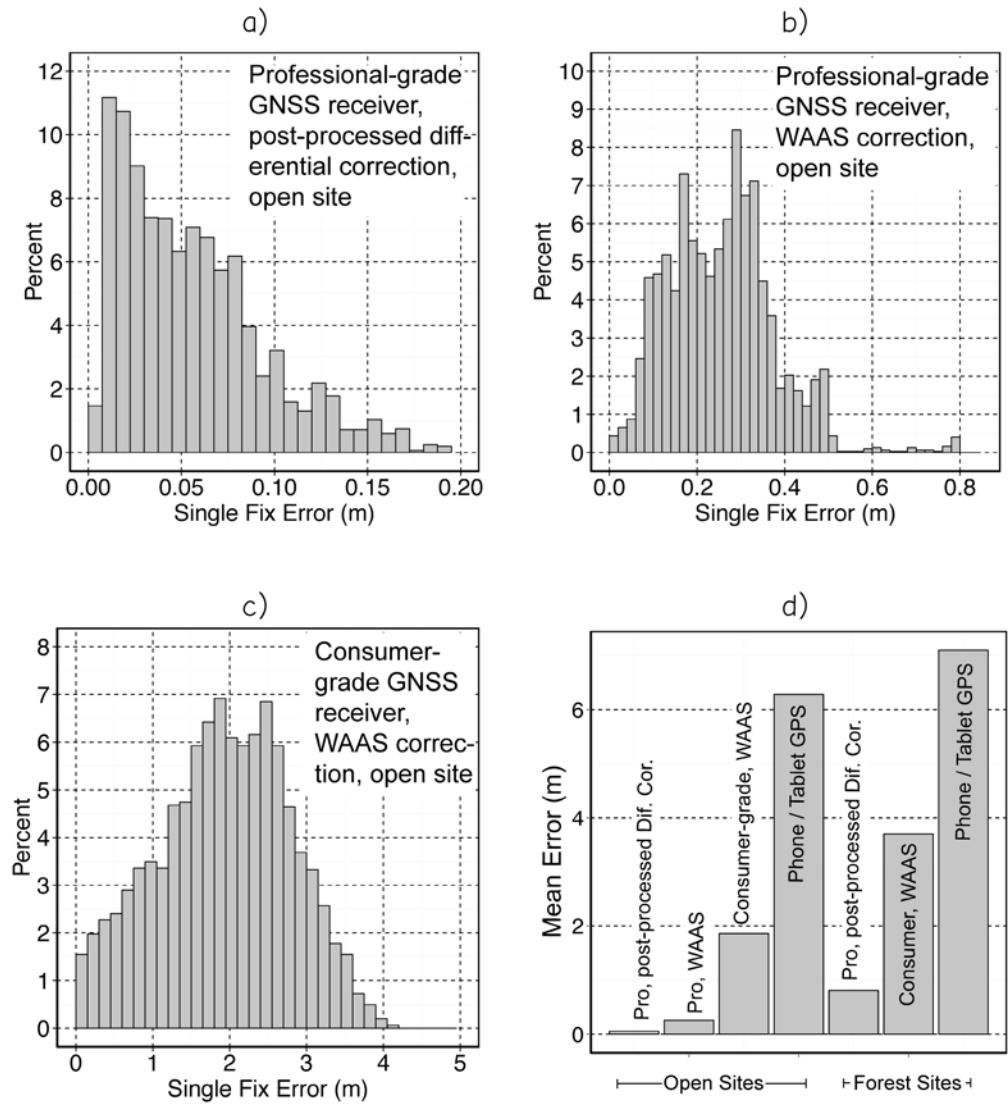 a)
Professional-grade
GNSS receiver,
post-processed diff-
erential correction,
open site
Percent
12
10
8
6
4
2
0
0.00 0.05 0.10 0.15 0.20
Single Fix Error (m)
b)
Professional-grade
GNSS receiver,
WAAS correction,
open site
Percent
10
9
8
7
6
5
4
3
2
1
0
0.0 0.2 0.4 0.6 0.8
Single Fix Error (m)
c)
Consumer-
grade GNSS
receiver,
WAAS correc-
tion, open site
Percent
8
7
6
5
4
3
2
1
0
0 1 2 3 4 5
Single Fix Error (m)
d)
Mean Error (m)
6
4
2
0
Pro, post-processed Dif. Cor.
Pro, WAAS
Consumer-grade, WAAS
Phone / Tablet GPS
Pro, post-processed Dif. Cor.
Consumer, WAAS
Phone / Tablet GPS
Open Sites Forest Sites